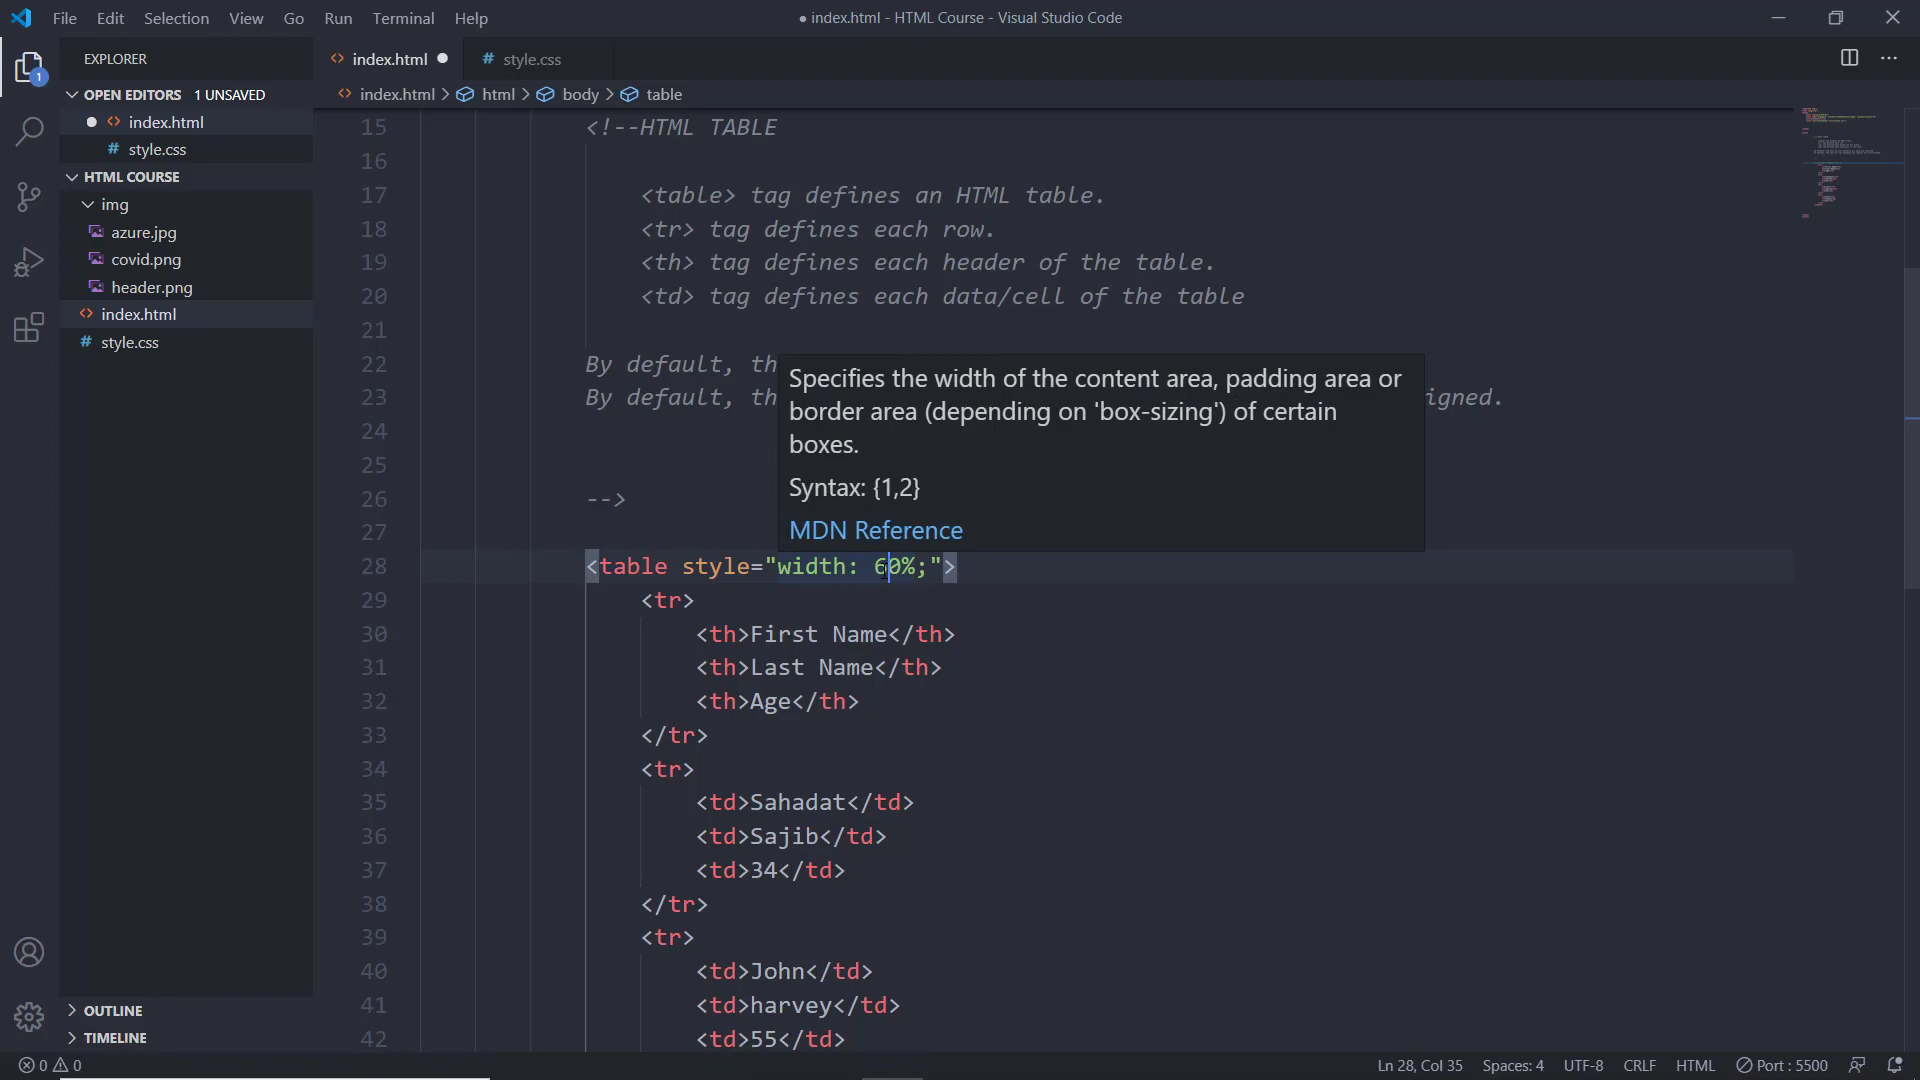 File Edit Selection View Go Run Terminal Help
● index.html - HTML Course - Visual Studio Code
EXPLORER
OPEN EDITORS 1 UNSAVED
index.html
style.css
HTML COURSE
img
azure.jpg
covid.png
header.png
index.html
style.css
OUTLINE
TIMELINE
1
index.html
style.css
index.html > html > body > table
15 <!--HTML TABLE
16
17 <table> tag defines an HTML table.
18 <tr> tag defines each row.
19 <th> tag defines each header of the table.
20 <td> tag defines each data/cell of the table
21
22 By default, th
23 By default, th igned.
24
25
26 -->
27
Specifies the width of the content area, padding area or
border area (depending on 'box-sizing') of certain
boxes.
Syntax: {1,2}
MDN Reference
28 <table style="width: 60%;">
29 <tr>
30 <th>First Name</th>
31 <th>Last Name</th>
32 <th>Age</th>
33 </tr>
34 <tr>
35 <td>Sahadat</td>
36 <td>Sajib</td>
37 <td>34</td>
38 </tr>
39 <tr>
40 <td>John</td>
41 <td>harvey</td>
42 <td>55</td>
0 0
Ln 28, Col 35 Spaces: 4 UTF-8 CRLF HTML Port : 5500